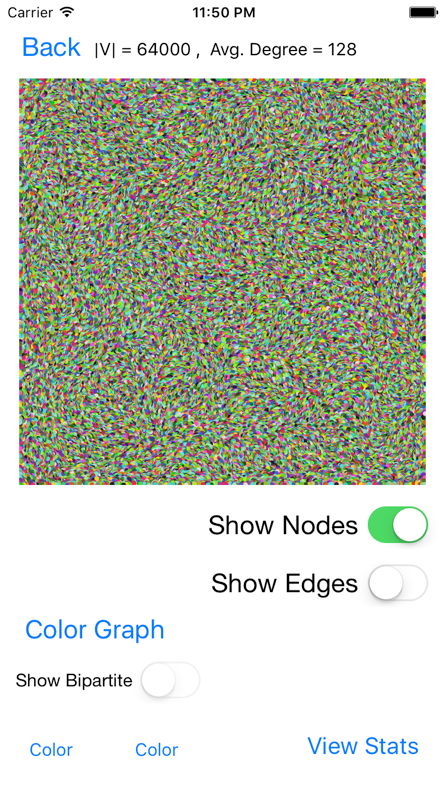 Carrier 11:50 PM
Back |V| = 64000 , Avg. Degree = 128
Show Nodes
Show Edges
Color Graph
Show Bipartite
Color Color View Stats